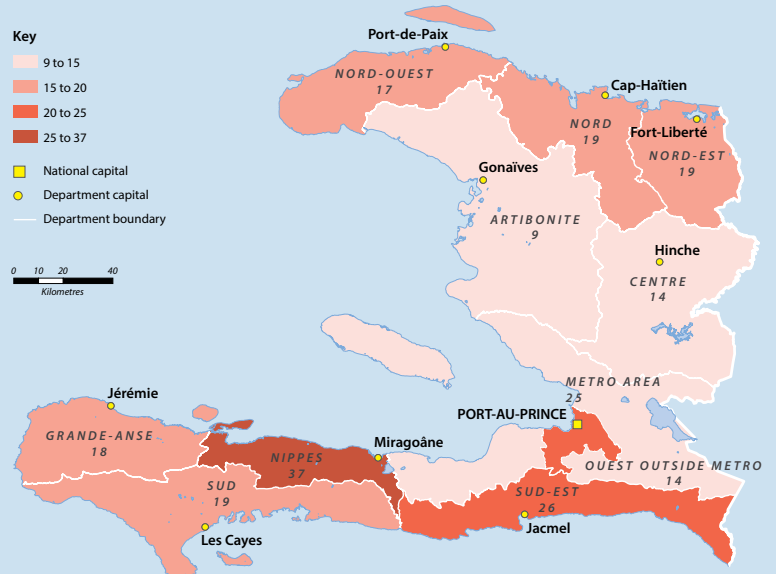 Key
9 to 15
15 to 20
20 to 25
25 to 37
National capital
Department capital
Department boundary
0 10 20 40
Kilometres
Port-de-Paix
NORD-OUEST
17
Cap-Haïtien
NORD
19
Fort-Liberté
NORD-EST
19
Gonaïves
ARTIBONITE
9
Hinche
CENTRE
14
METRO AREA
25
PORT-AU-PRINCE
OUEST OUTSIDE METRO
14
Jérémie
GRANDE-ANSE
18
Miragoâne
NIPPES
37
SUD
19
Les Cayes
SUD-EST
26
Jacmel